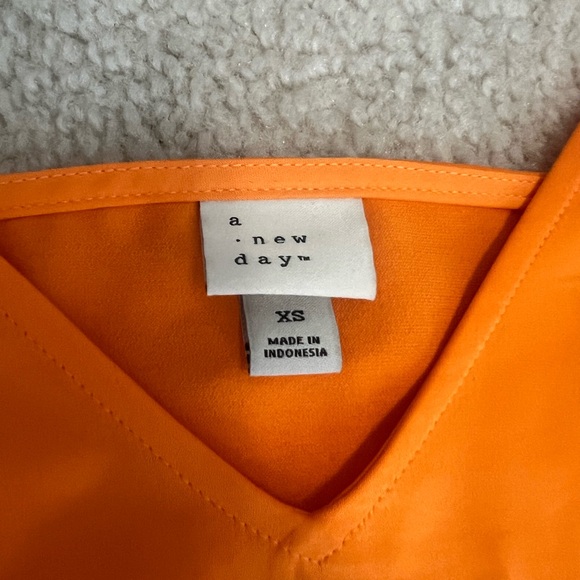 a
· new
day™
XS
MADE IN
INDONESIA